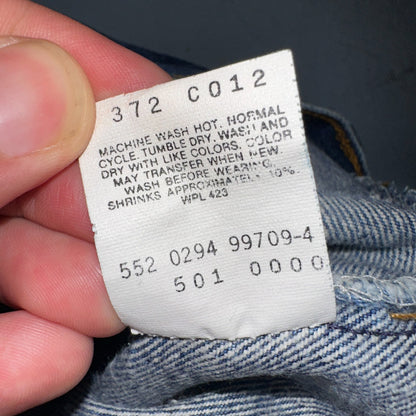 372 C012
MACHINE WASH HOT, NORMAL
CYCLE. TUMBLE DRY. WASH AND
DRY WITH LIKE COLORS. COLOR
MAY TRANSFER WHEN NEW.
WASH BEFORE WEARING.
SHRINKS APPROXIMATELY 10%.
WPL 423
552 0294 99709-4
501 0000